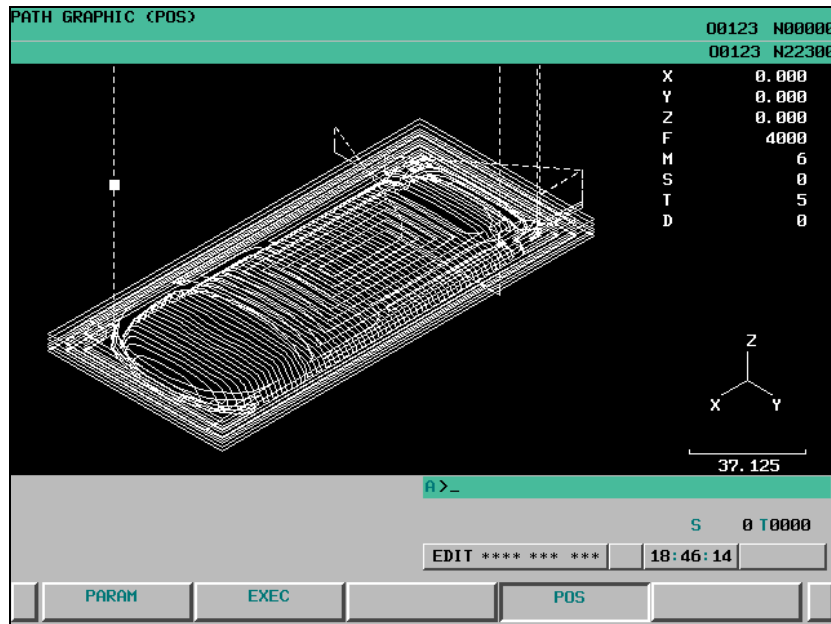 PATH GRAPHIC (POS)
O0123 N00000
O0123 N22300
X 0.000
Y 0.000
Z 0.000
F 4000
M 6
S 0
T 5
D 0
Z
X Y
37.125
A>_
S 0 T0000
EDIT **** *** ***
18:46:14
PARAM
EXEC
POS